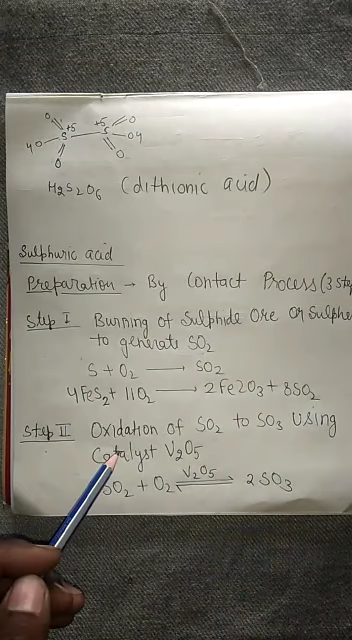 O +5 +5 O
HO S S OH
O O
H2S2O6 (dithionic acid)
Sulphuric acid
Preparation → By Contact Process (3 step
Step I Burning of Sulphide Ore or Sulphe
to generate SO2
S + O2 → SO2
4FeS2 + 11O2 → 2Fe2O3 + 8SO2
Step II Oxidation of SO2 to SO3 Using
Catalyst V2O5
SO2 + O2 ⇌ V2O5 2SO3